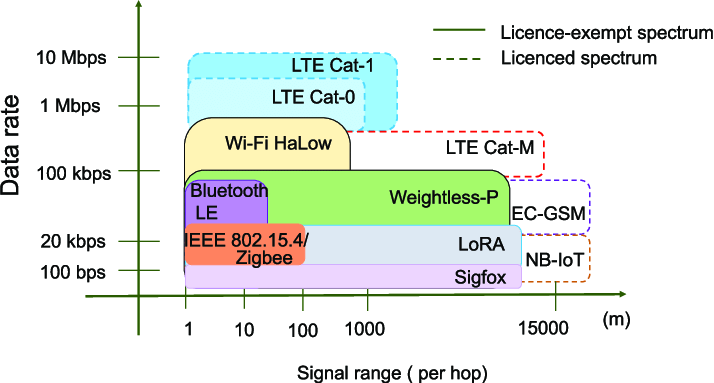 Licence-exempt spectrum
Licenced spectrum
Data rate
10 Mbps
1 Mbps
100 kbps
20 kbps
100 bps
LTE Cat-1
LTE Cat-0
Wi-Fi HaLow
LTE Cat-M
Bluetooth
LE
Weightless-P
EC-GSM
IEEE 802.15.4/
Zigbee
LoRA
NB-IoT
Sigfox
1
10
100
1000
15000
(m)
Signal range ( per hop)